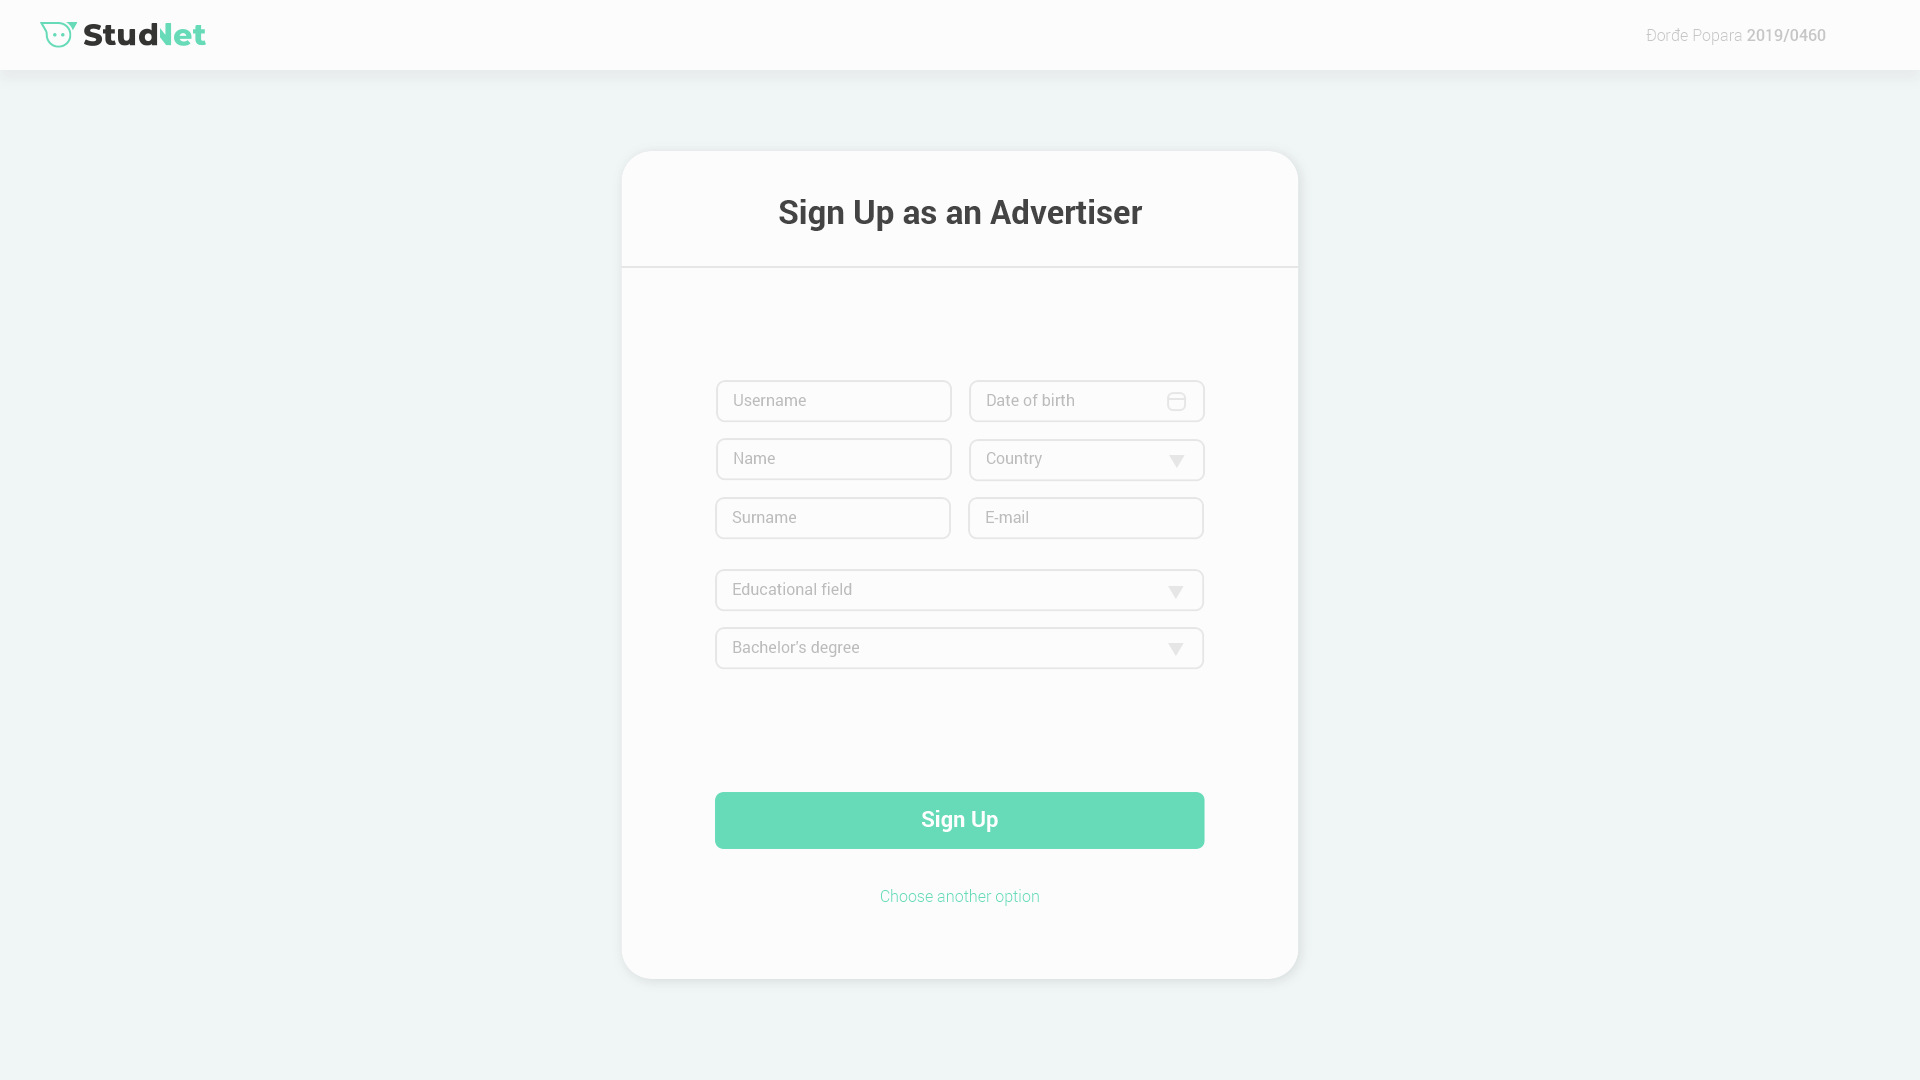 StudNet
Đorđe Popara 2019/0460
Sign Up as an Advertiser
Username
Date of birth
Name
Country
Surname
E-mail
Educational field
Bachelor's degree
Sign Up
Choose another option